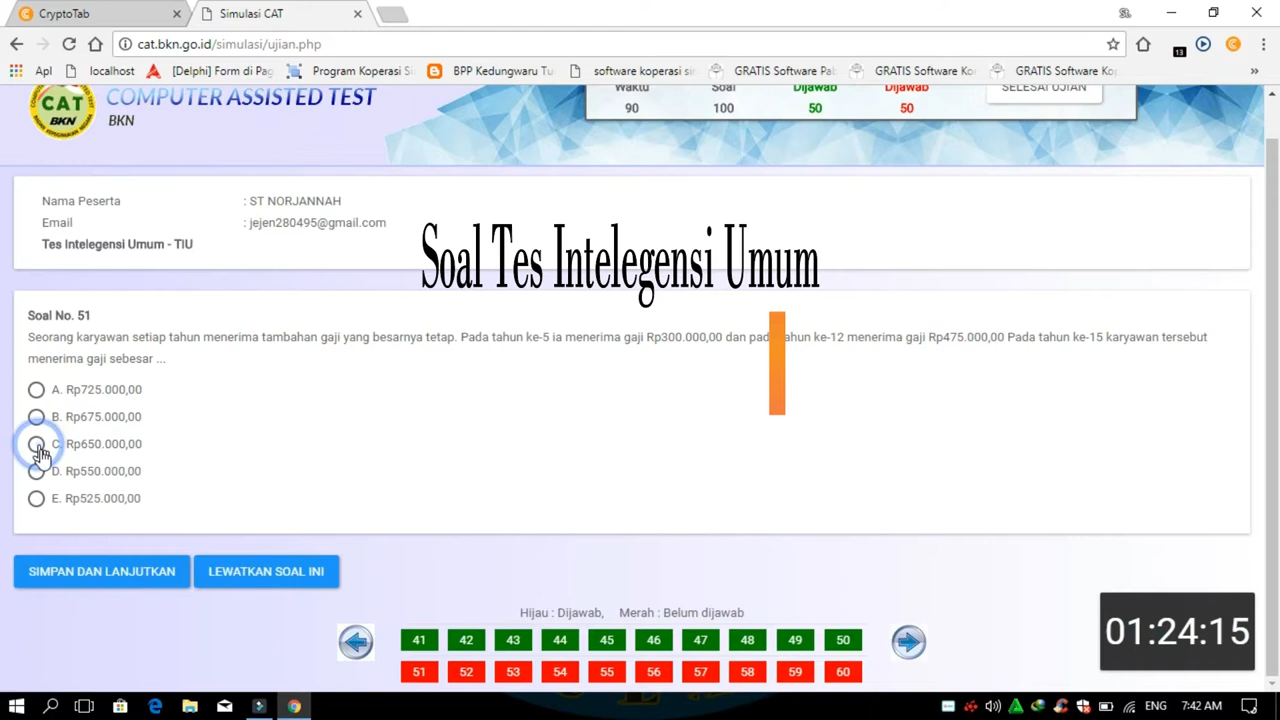 CryptoTab
Simulasi CAT
cat.bkn.go.id/simulasi/ujian.php
13
Apl
localhost
[Delphi] Form di Pag
Program Koperasi Si
BPP Kedungwaru Tu
software koperasi sim
GRATIS Software Pab
GRATIS Software Kop
GRATIS Software Kop
CAT
BKN
COMPUTER ASSISTED TEST
BKN
Waktu Soal Dijawab Dijawab
90 100 50 50
SELESAI UJIAN
Nama Peserta : ST NORJANNAH
Email : jejen280495@gmail.com
Tes Intelegensi Umum - TIU
Soal Tes Intelegensi Umum
Soal No. 51
Seorang karyawan setiap tahun menerima tambahan gaji yang besarnya tetap. Pada tahun ke-5 ia menerima gaji Rp300.000,00 dan pada tahun ke-12 menerima gaji Rp475.000,00 Pada tahun ke-15 karyawan tersebut
menerima gaji sebesar ...
A. Rp725.000,00
B. Rp675.000,00
C. Rp650.000,00
D. Rp550.000,00
E. Rp525.000,00
SIMPAN DAN LANJUTKAN
LEWATKAN SOAL INI
Hijau : Dijawab, Merah : Belum dijawab
41 42 43 44 45 46 47 48 49 50
51 52 53 54 55 56 57 58 59 60
01:24:15
ENG 7:42 AM